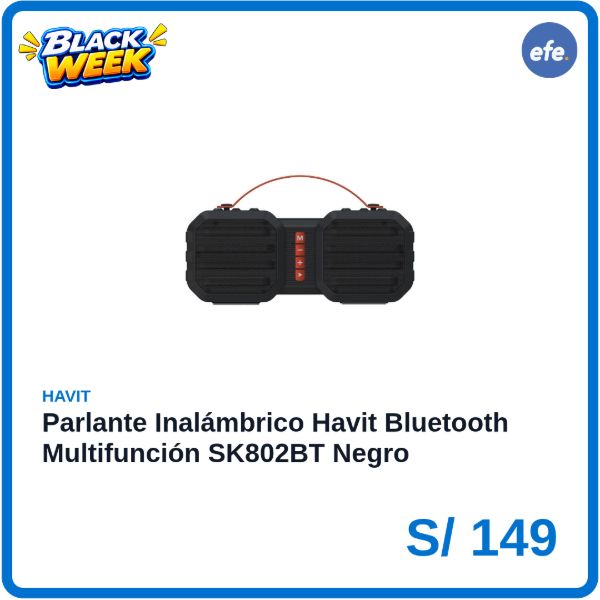 BLACK
WEEK
efe.
M
HAVIT
Parlante Inalámbrico Havit Bluetooth
Multifunción SK802BT Negro
S/ 149